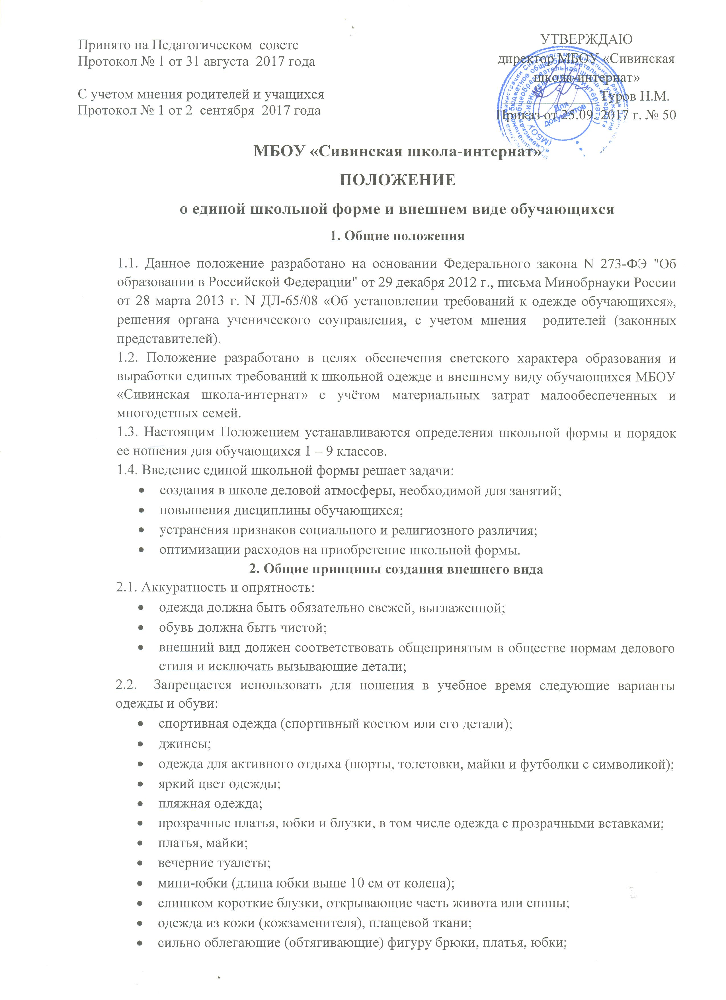 Принято на Педагогическом совете
Протокол № 1 от 31 августа 2017 года
С учетом мнения родителей и учащихся
Протокол № 1 от 2 сентября 2017 года
УТВЕРЖДАЮ
директор МБОУ «Сивинская
школа-интернат»
______________ Туров Н.М.
Приказ от 25.09. 2017 г. № 50
Для
документов
МБОУ «Сивинская школа-интернат»
ПОЛОЖЕНИЕ
о единой школьной форме и внешнем виде обучающихся
1. Общие положения
1.1. Данное положение разработано на основании Федерального закона N 273-ФЭ "Об
образовании в Российской Федерации" от 29 декабря 2012 г., письма Минобрнауки России
от 28 марта 2013 г. N ДЛ-65/08 «Об установлении требований к одежде обучающихся»,
решения органа ученического соуправления, с учетом мнения родителей (законных
представителей).
1.2. Положение разработано в целях обеспечения светского характера образования и
выработки единых требований к школьной одежде и внешнему виду обучающихся МБОУ
«Сивинская школа-интернат» с учётом материальных затрат малообеспеченных и
многодетных семей.
1.3. Настоящим Положением устанавливаются определения школьной формы и порядок
ее ношения для обучающихся 1 – 9 классов.
1.4. Введение единой школьной формы решает задачи:
• создания в школе деловой атмосферы, необходимой для занятий;
• повышения дисциплины обучающихся;
• устранения признаков социального и религиозного различия;
• оптимизации расходов на приобретение школьной формы.
2. Общие принципы создания внешнего вида
2.1. Аккуратность и опрятность:
• одежда должна быть обязательно свежей, выглаженной;
• обувь должна быть чистой;
• внешний вид должен соответствовать общепринятым в обществе нормам делового
стиля и исключать вызывающие детали;
2.2. Запрещается использовать для ношения в учебное время следующие варианты
одежды и обуви:
• спортивная одежда (спортивный костюм или его детали);
• джинсы;
• одежда для активного отдыха (шорты, толстовки, майки и футболки с символикой);
• яркий цвет одежды;
• пляжная одежда;
• прозрачные платья, юбки и блузки, в том числе одежда с прозрачными вставками;
• платья, майки;
• вечерние туалеты;
• мини-юбки (длина юбки выше 10 см от колена);
• слишком короткие блузки, открывающие часть живота или спины;
• одежда из кожи (кожзаменителя), плащевой ткани;
• сильно облегающие (обтягивающие) фигуру брюки, платья, юбки;